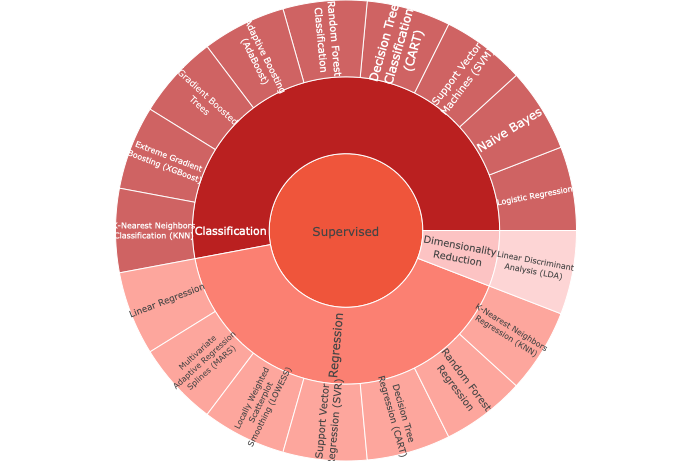 Supervised
Classification
Logistic Regression
Naive Bayes
Support Vector
Machines (SVM)
Decision Tree
Classification
(CART)
Random Forest
Classification
Adaptive Boosting
(AdaBoost)
Gradient Boosted
Trees
Extreme Gradient
Boosting (XGBoost)
K-Nearest Neighbors
Classification (KNN)
Regression
Linear Regression
Multivariate
Adaptive Regression
Splines (MARS)
Locally Weighted
Scatterplot
Smoothing (LOWESS)
Support Vector
Regression (SVR)
Decision Tree
Regression (CART)
Random Forest
Regression
K-Nearest Neighbors
Regression (KNN)
Dimensionality
Reduction
Linear Discriminant
Analysis (LDA)